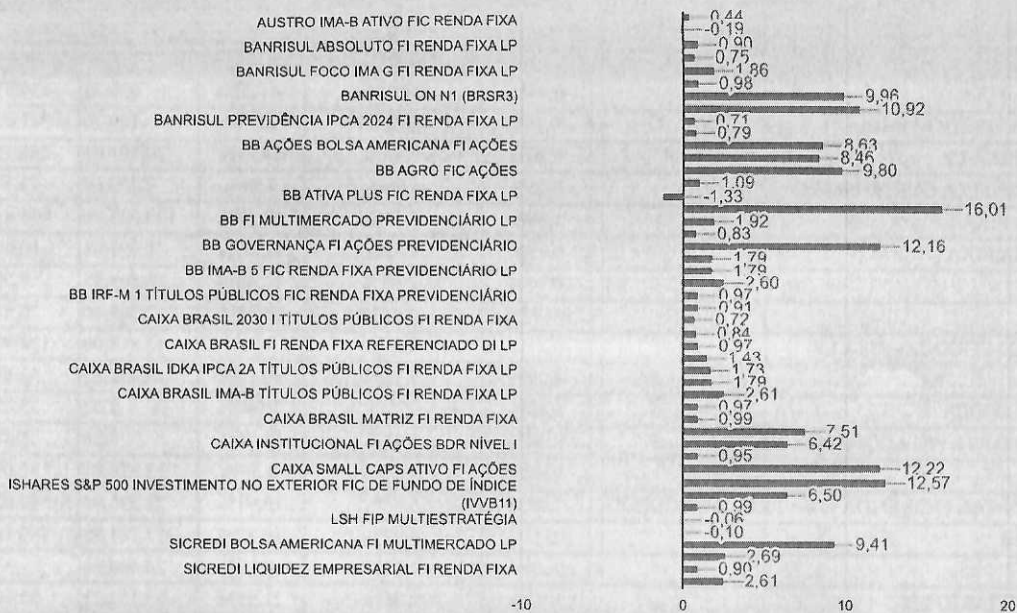 AUSTRO IMA-B ATIVO FIC RENDA FIXA
0,44
-0,19
BANRISUL ABSOLUTO FI RENDA FIXA LP
0,90
0,75
BANRISUL FOCO IMA G FI RENDA FIXA LP
1,86
0,98
BANRISUL ON N1 (BRSR3)
9,96
10,92
BANRISUL PREVIDÊNCIA IPCA 2024 FI RENDA FIXA LP
0,71
0,79
BB AÇÕES BOLSA AMERICANA FI AÇÕES
8,63
8,46
BB AGRO FIC AÇÕES
9,80
1,09
BB ATIVA PLUS FIC RENDA FIXA LP
-1,33
16,01
BB FI MULTIMERCADO PREVIDENCIÁRIO LP
1,92
0,83
BB GOVERNANÇA FI AÇÕES PREVIDENCIÁRIO
12,16
1,79
BB IMA-B 5 FIC RENDA FIXA PREVIDENCIÁRIO LP
1,79
2,60
BB IRF-M 1 TÍTULOS PÚBLICOS FIC RENDA FIXA PREVIDENCIÁRIO
0,97
0,91
CAIXA BRASIL 2030 I TÍTULOS PÚBLICOS FI RENDA FIXA
0,72
0,84
CAIXA BRASIL FI RENDA FIXA REFERENCIADO DI LP
0,97
1,43
CAIXA BRASIL IDKA IPCA 2A TÍTULOS PÚBLICOS FI RENDA FIXA LP
1,73
1,79
CAIXA BRASIL IMA-B TÍTULOS PÚBLICOS FI RENDA FIXA LP
2,61
0,97
CAIXA BRASIL MATRIZ FI RENDA FIXA
0,99
7,51
CAIXA INSTITUCIONAL FI AÇÕES BDR NÍVEL I
6,42
0,95
CAIXA SMALL CAPS ATIVO FI AÇÕES
12,22
ISHARES S&P 500 INVESTIMENTO NO EXTERIOR FIC DE FUNDO DE ÍNDICE
(IVVB11)
12,57
6,50
0,99
LSH FIP MULTIESTRATÉGIA
-0,06
-0,10
SICREDI BOLSA AMERICANA FI MULTIMERCADO LP
9,41
2,69
SICREDI LIQUIDEZ EMPRESARIAL FI RENDA FIXA
0,90
2,61
-10 0 10 20